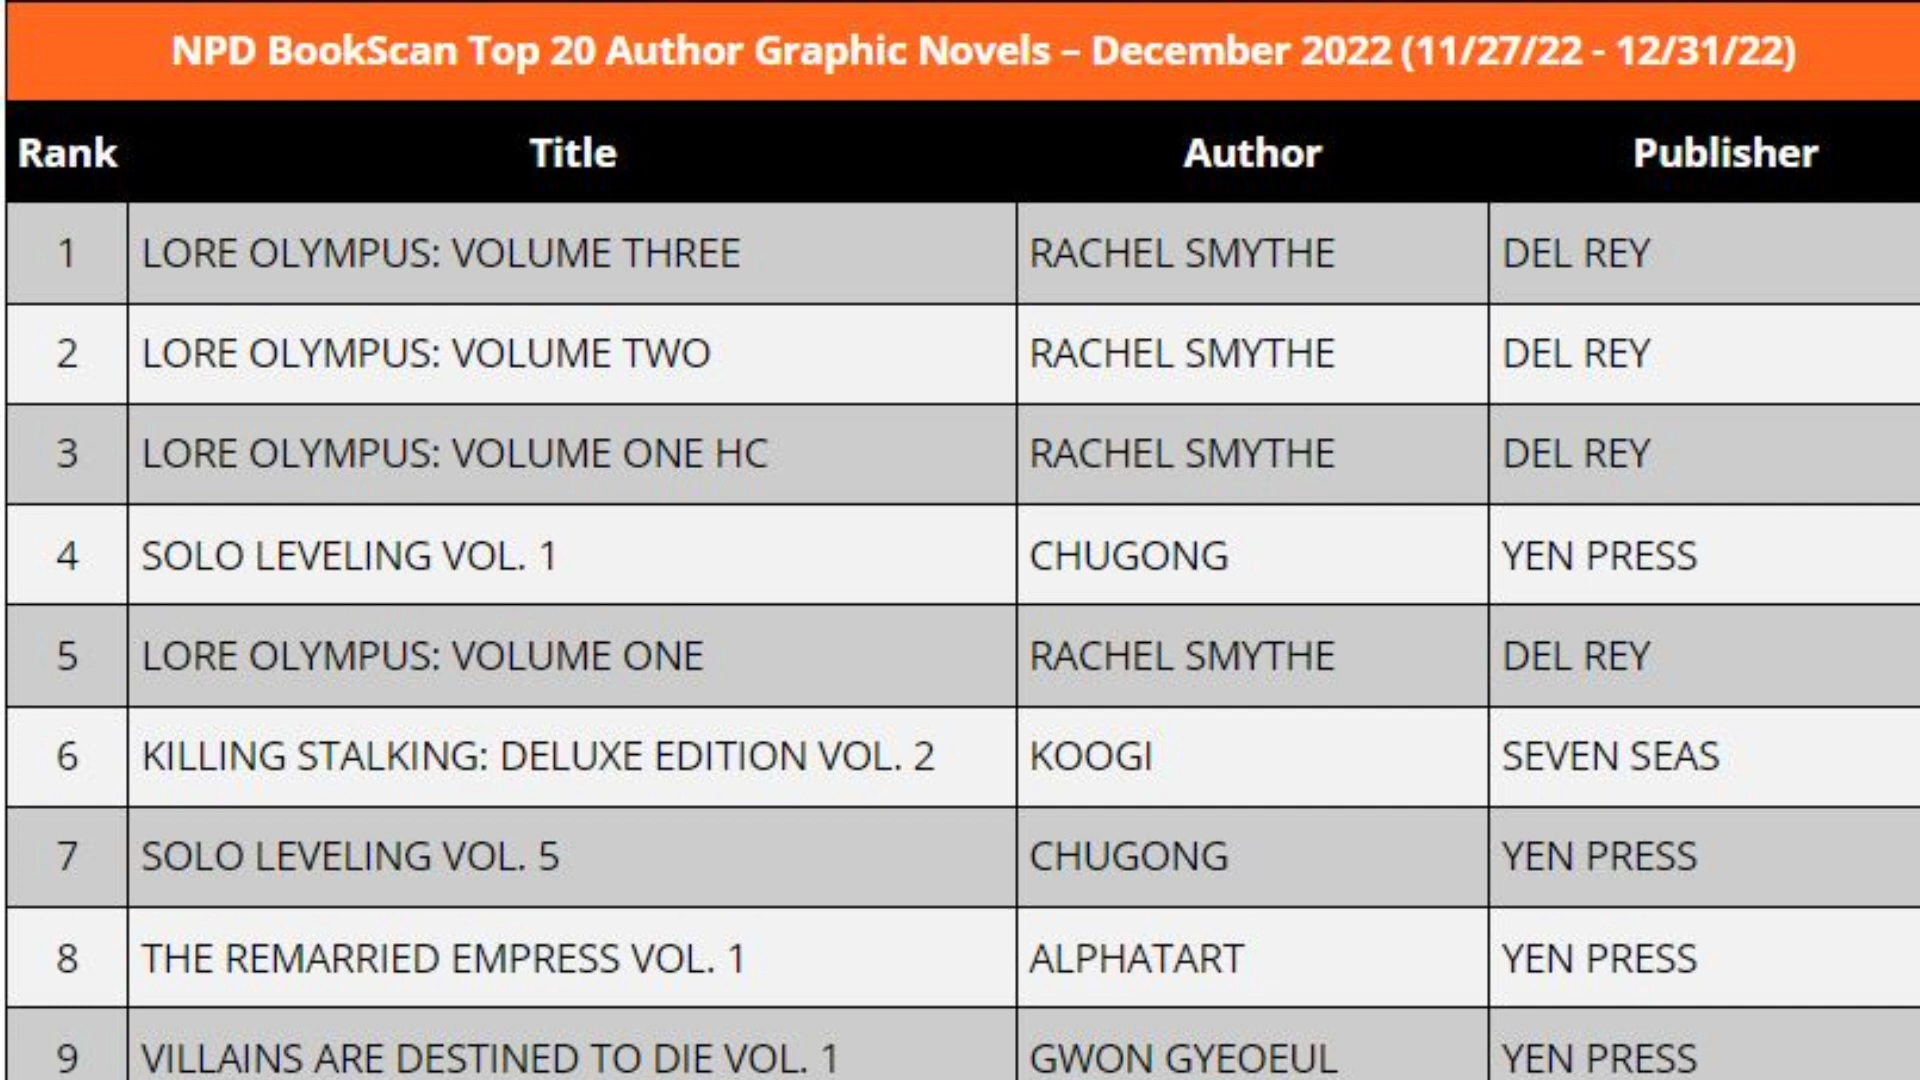 NPD BookScan Top 20 Author Graphic Novels – December 2022 (11/27/22 - 12/31/22)
Rank Title Author Publisher
1 LORE OLYMPUS: VOLUME THREE RACHEL SMYTHE DEL REY
2 LORE OLYMPUS: VOLUME TWO RACHEL SMYTHE DEL REY
3 LORE OLYMPUS: VOLUME ONE HC RACHEL SMYTHE DEL REY
4 SOLO LEVELING VOL. 1 CHUGONG YEN PRESS
5 LORE OLYMPUS: VOLUME ONE RACHEL SMYTHE DEL REY
6 KILLING STALKING: DELUXE EDITION VOL. 2 KOOGI SEVEN SEAS
7 SOLO LEVELING VOL. 5 CHUGONG YEN PRESS
8 THE REMARRIED EMPRESS VOL. 1 ALPHATART YEN PRESS
9 VILLAINS ARE DESTINED TO DIE VOL. 1 GWON GYEOEUL YEN PRESS